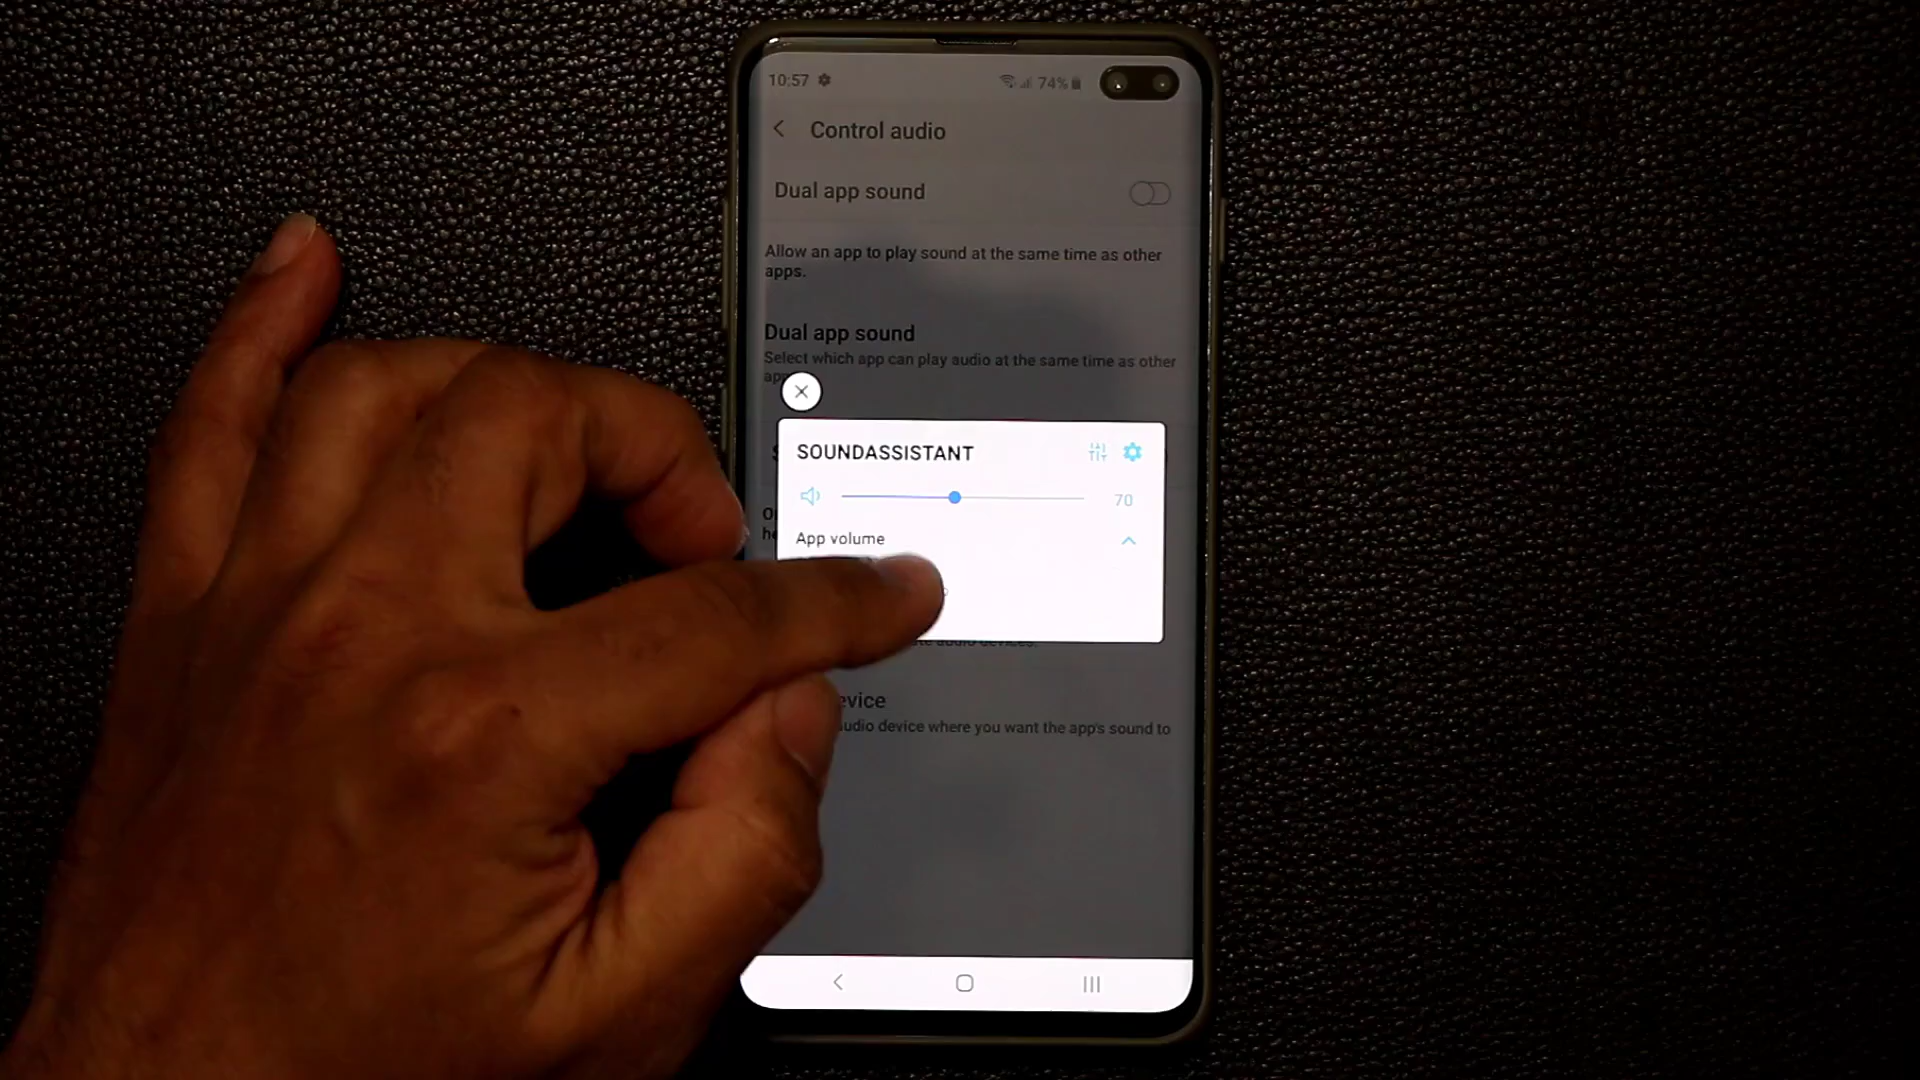 10:57
74%
Control audio
Dual app sound
Allow an app to play sound at the same time as other
apps.
Dual app sound
Select which app can play audio at the same time as other
SOUNDASSISTANT
70
App volume
audio devices.
device where you want the app's sound to